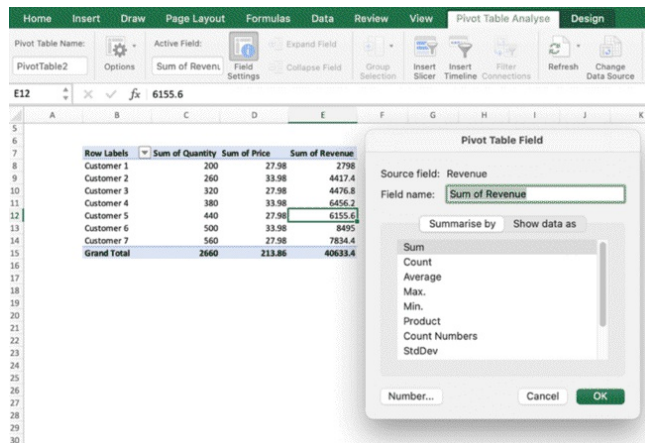 Home Insert Draw Page Layout Formulas Data Review View Pivot Table Analyse Design
Pivot Table Name: Active Field: Expand Field
PivotTable2 Options Sum of Reven Field Settings Collapse Field Group Selection Insert Slicer Insert Timeline Filter Connections Refresh Change Data Source
E12 fx 6155.6
A B C D E F G H I J K
5
6
7 Row Labels Sum of Quantity Sum of Price Sum of Revenue
8 Customer 1 200 27.98 2798
9 Customer 2 260 33.98 4417.4
10 Customer 3 320 27.98 4476.8
11 Customer 4 380 33.98 6456.2
12 Customer 5 440 27.98 6155.6
13 Customer 6 500 33.98 8495
14 Customer 7 560 27.98 7834.4
15 Grand Total 2660 213.86 40633.4
16
17
18
19
20
21
22
23
24
25
26
27
28
29
30
Pivot Table Field
Source field: Revenue
Field name: Sum of Revenue
Summarise by Show data as
Sum
Count
Average
Max.
Min.
Product
Count Numbers
StdDev
Number... Cancel OK